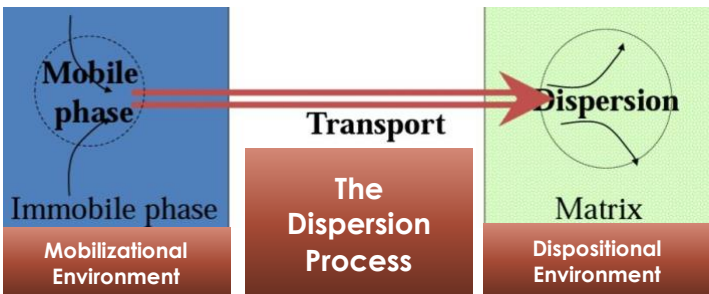 Mobile
phase
Immobile phase
Mobilizational
Environment
Transport
The
Dispersion
Process
Dispersion
Matrix
Dispositional
Environment